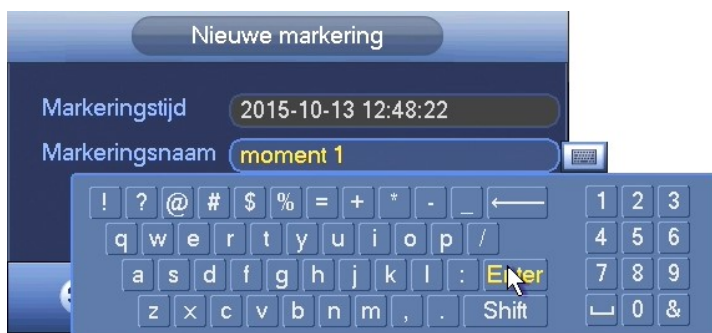 Nieuwe markering
Markeringstijd 2015-10-13 12:48:22
Markeringsnaam moment 1
! ? @ # $ % = + * - _ 1 2 3
q w e r t y u i o p / 4 5 6
a s d f g h j k l : Enter 7 8 9
z x c v b n m , . Shift 0 &